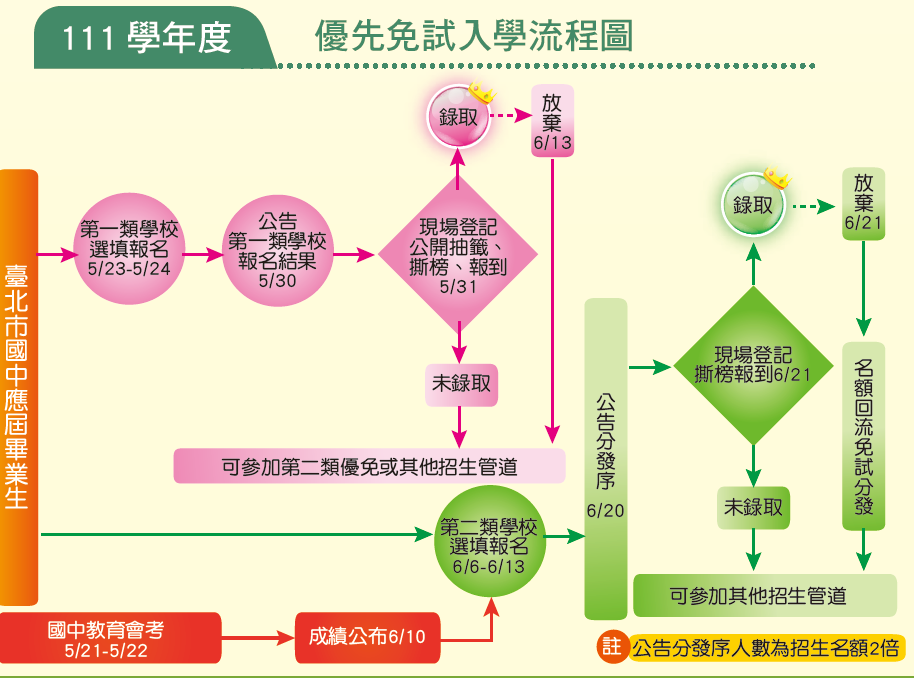 111 學年度
優先免試入學流程圖
臺北市國中應屆畢業生
第一類學校
選填報名
5/23-5/24
公告
第一類學校
報名結果
5/30
現場登記
公開抽籤、
撕榜、報到
5/31
錄取
放棄
6/13
未錄取
可參加第二類優免或其他招生管道
第二類學校
選填報名
6/6-6/13
公告分發序
6/20
現場登記
撕榜報到6/21
錄取
放棄
6/21
名額回流免試分發
未錄取
可參加其他招生管道
國中教育會考
5/21-5/22
成績公布6/10
註
公告分發序人數為招生名額2倍